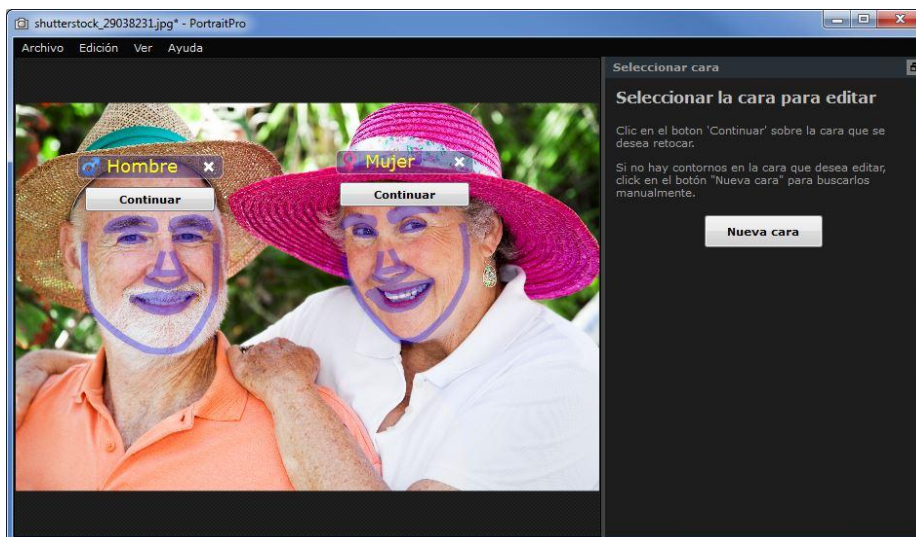 shutterstock_29038231.jpg* - PortraitPro
Archivo Edición Ver Ayuda
Seleccionar cara
Seleccionar la cara para editar
Clic en el boton 'Continuar' sobre la cara que se
desea retocar.
Si no hay contornos en la cara que desea editar,
click en el botón "Nueva cara" para buscarlos
manualmente.
Nueva cara
Hombre
Continuar
Mujer
Continuar